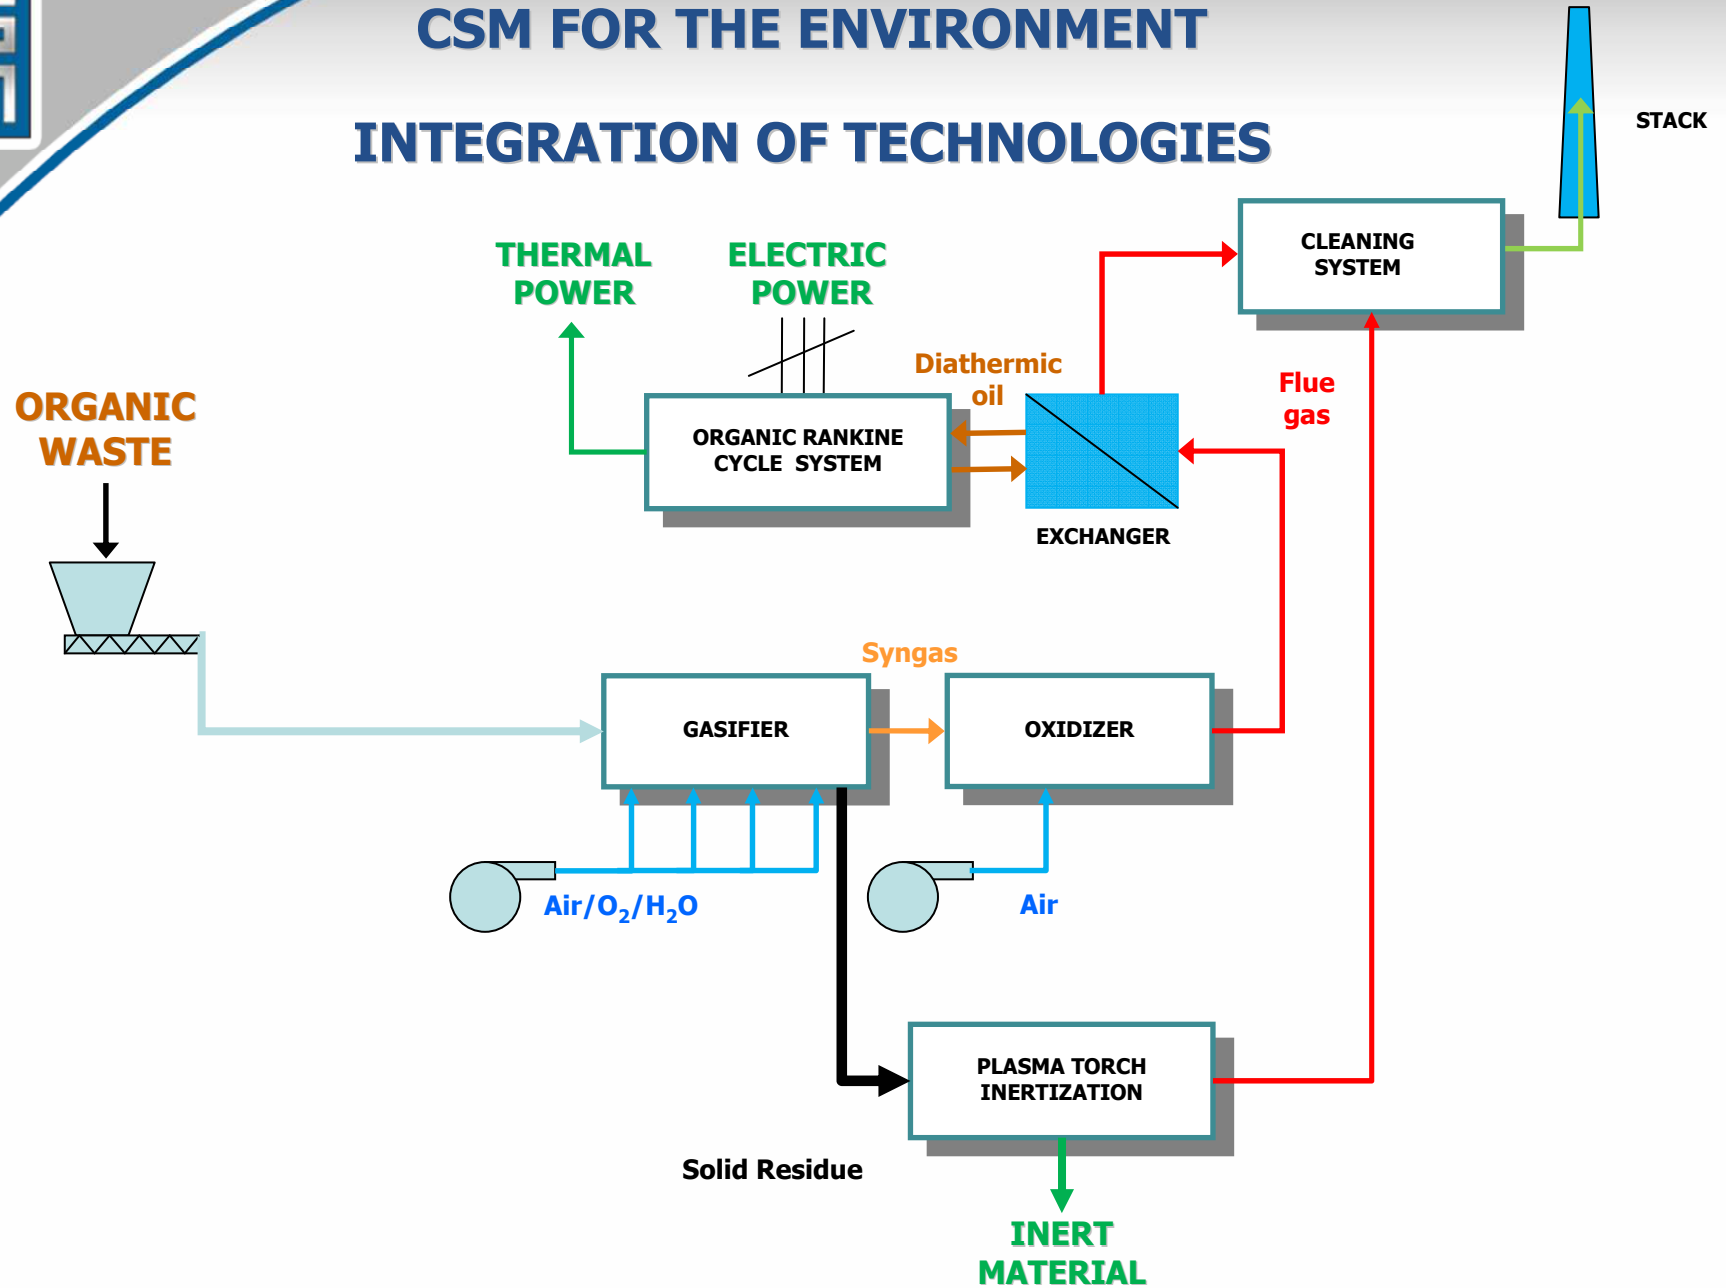 CSM FOR THE ENVIRONMENT
INTEGRATION OF TECHNOLOGIES
STACK
CLEANING
SYSTEM
THERMAL
POWER
ELECTRIC
POWER
Diathermic
oil
Flue
gas
ORGANIC
WASTE
ORGANIC RANKINE
CYCLE SYSTEM
EXCHANGER
Syngas
GASIFIER
OXIDIZER
Air/O₂/H₂O
Air
PLASMA TORCH
INERTIZATION
Solid Residue
INERT
MATERIAL